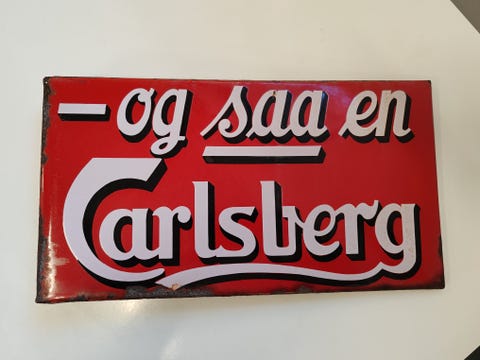 - og saa en
Carlsberg